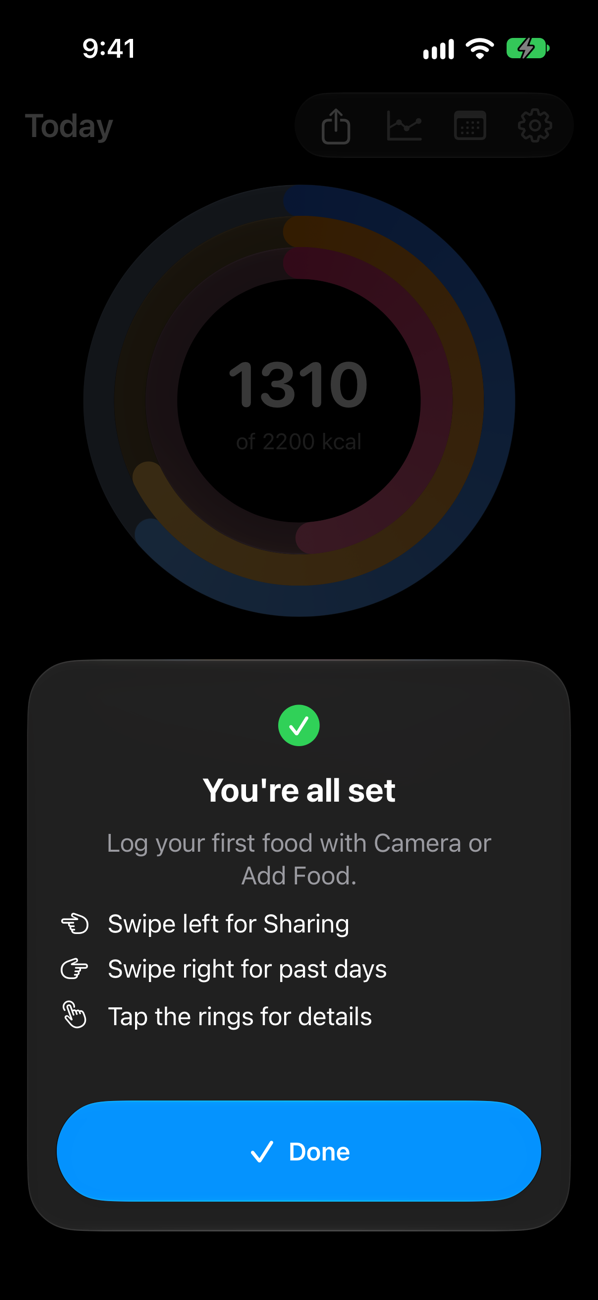 9:41
Today
1310
of 2200 kcal
You're all set
Log your first food with Camera or
Add Food.
Swipe left for Sharing
Swipe right for past days
Tap the rings for details
Done